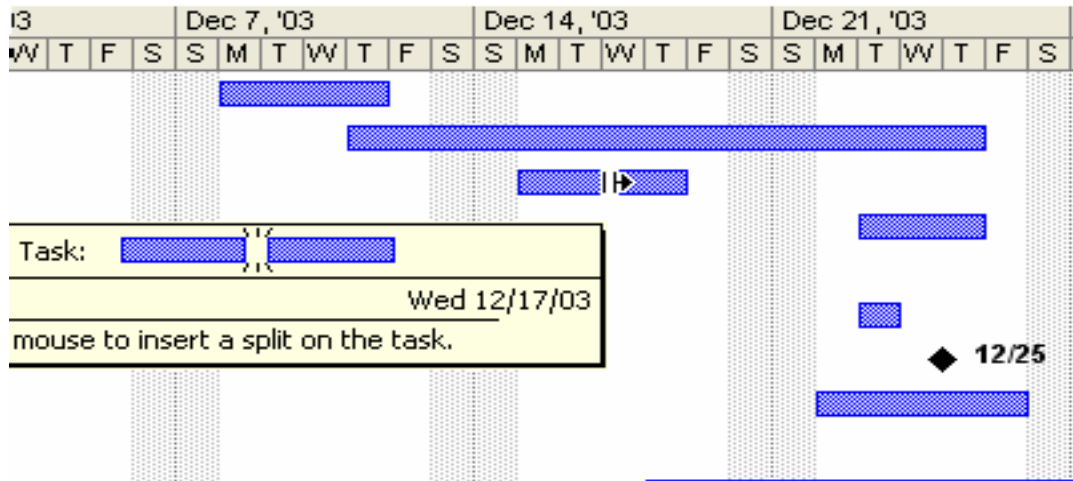 03 Dec 7, '03 Dec 14, '03 Dec 21, '03
W T F S S M T W T F S S M T W T F S S M T W T F S
Task:
Wed 12/17/03
mouse to insert a split on the task.
12/25